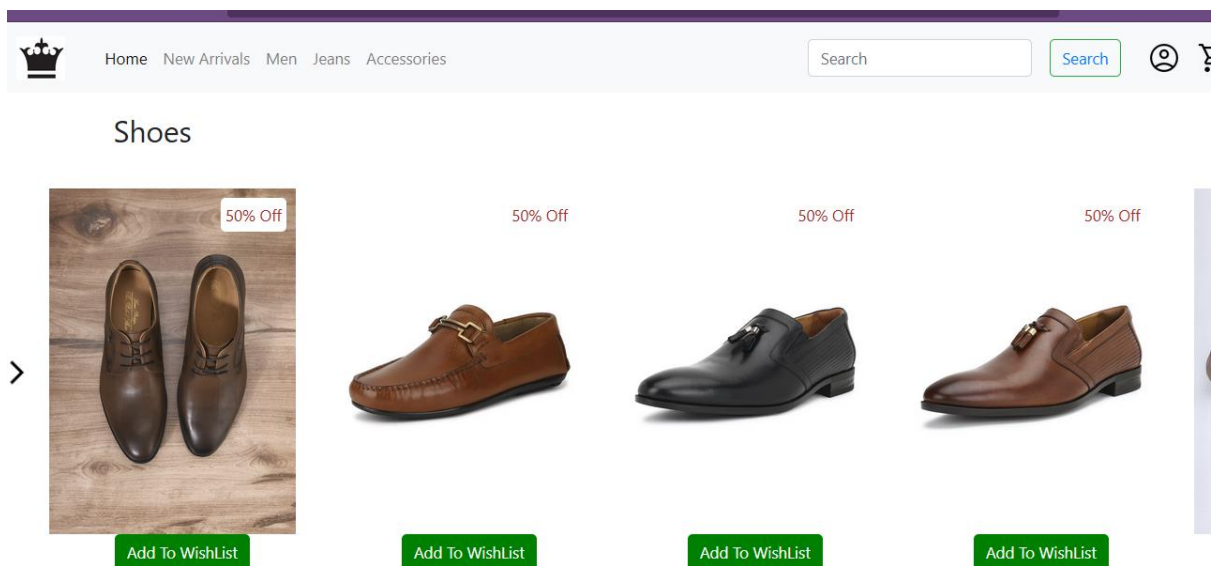 Home New Arrivals Men Jeans Accessories Search Search
Shoes
50% Off 50% Off 50% Off 50% Off
Add To WishList Add To WishList Add To WishList Add To WishList